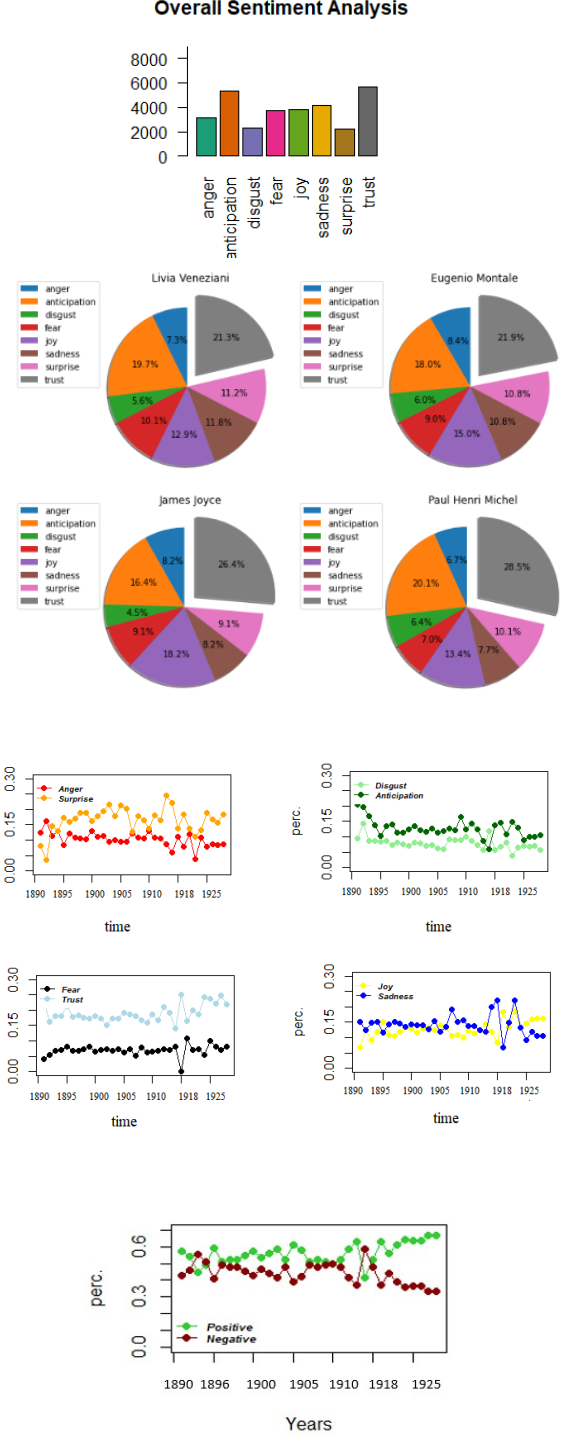 Overall Sentiment Analysis
8000
6000
4000
2000
0
anger
anticipation
disgust
fear
joy
sadness
surprise
trust
Livia Veneziani
anger
anticipation
disgust
fear
joy
sadness
surprise
trust
7.3%
21.3%
19.7%
11.2%
5.6%
10.1%
11.8%
12.9%
Eugenio Montale
anger
anticipation
disgust
fear
joy
sadness
surprise
trust
8.4%
21.9%
18.0%
10.8%
6.0%
9.0%
10.8%
15.0%
James Joyce
anger
anticipation
disgust
fear
joy
sadness
surprise
trust
8.2%
26.4%
16.4%
4.5%
9.1%
9.1%
8.2%
18.2%
Paul Henri Michel
anger
anticipation
disgust
fear
joy
sadness
surprise
trust
6.7%
28.5%
20.1%
6.4%
10.1%
7.0%
7.7%
13.4%
0.30
0.15
0.00
Anger
Surprise
1890 1895 1900 1905 1910 1918 1925
time
perc.
0.30
0.15
0.00
Disgust
Anticipation
1890 1895 1900 1905 1910 1918 1925
time
0.30
0.15
0.00
Fear
Trust
1890 1895 1900 1905 1910 1918 1925
time
perc.
0.30
0.15
0.00
Joy
Sadness
1890 1895 1900 1905 1910 1918 1925
time
perc.
0.6
0.3
0.0
Positive
Negative
1890 1896 1900 1905 1910 1918 1925
Years